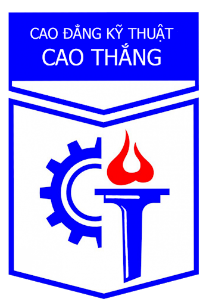 CAO ĐẲNG KỸ THUẬT
CAO THẮNG